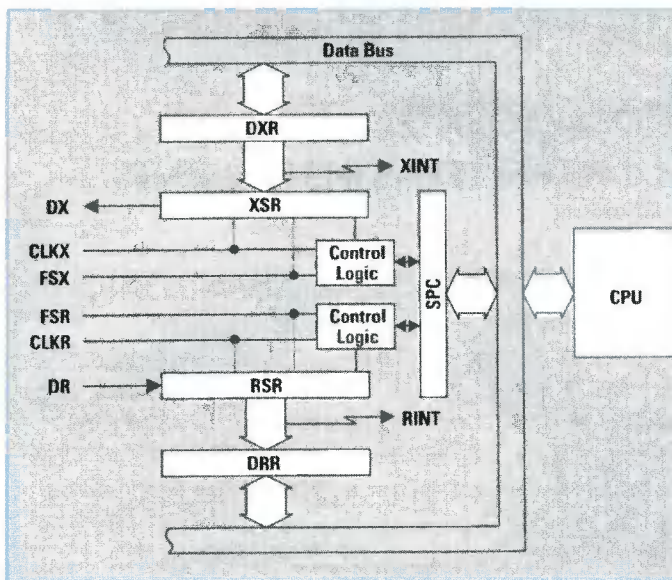 Data Bus
DXR
XINT
DX
XSR
CLKX
Control
Logic
FSX
SPC
CPU
FSR
Control
Logic
CLKR
DR
RSR
RINT
DRR